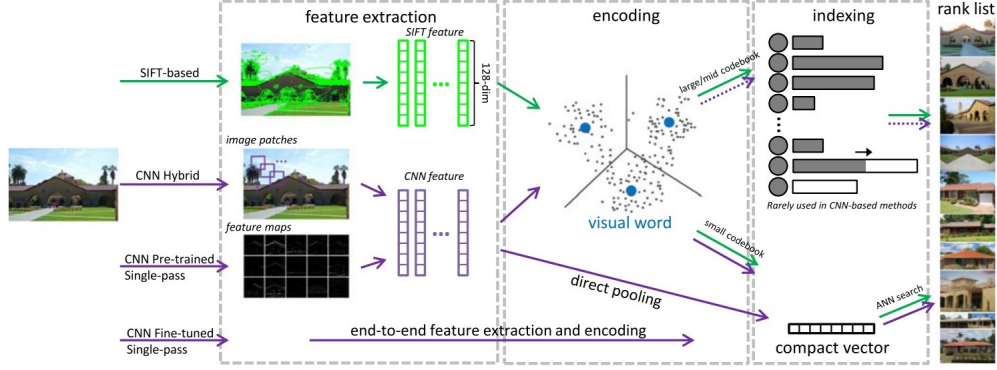 feature extraction
encoding
indexing
rank list
SIFT feature
SIFT-based
128-dim
large/mid codebook
image patches
CNN Hybrid
CNN feature
Rarely used in CNN-based methods
feature maps
visual word
small codebook
CNN Pre-trained
Single-pass
direct pooling
ANN search
CNN Fine-tuned
Single-pass
end-to-end feature extraction and encoding
compact vector